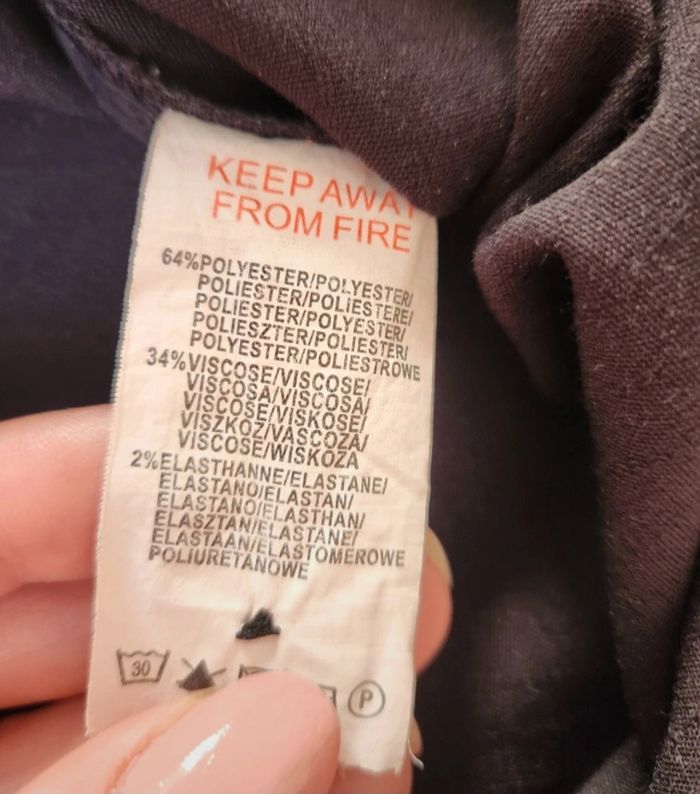 KEEP AWAY
FROM FIRE
64%POLYESTER/POLYESTER/
POLIESTER/POLIESTERE/
POLIESTER/POLYESTER/
POLIESZTER/POLIESTER/
POLYESTER/POLIESTROWE
34%VISCOSE/VISCOSE/
VISCOSA/VISCOSA/
VISCOSE/VISKOSE/
VISZKOZ/VASCOZA/
VISCOSE/WISKOZA
2%ELASTHANNE/ELASTANE/
ELASTANO/ELASTAN/
ELASTANO/ELASTHAN/
ELASZTAN/ELASTANE/
ELASTAAN/ELASTOMEROWE
POLIURETANOWE
30 P